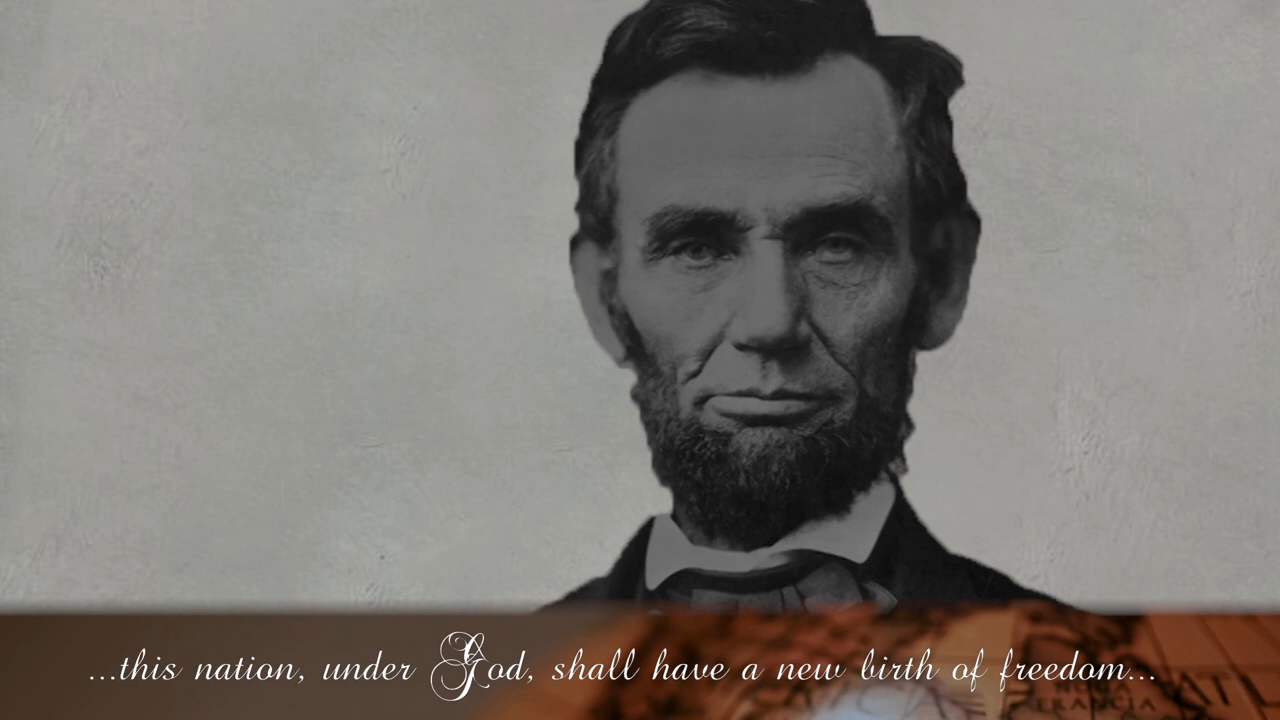 ...this nation, under God, shall have a new birth of freedom...